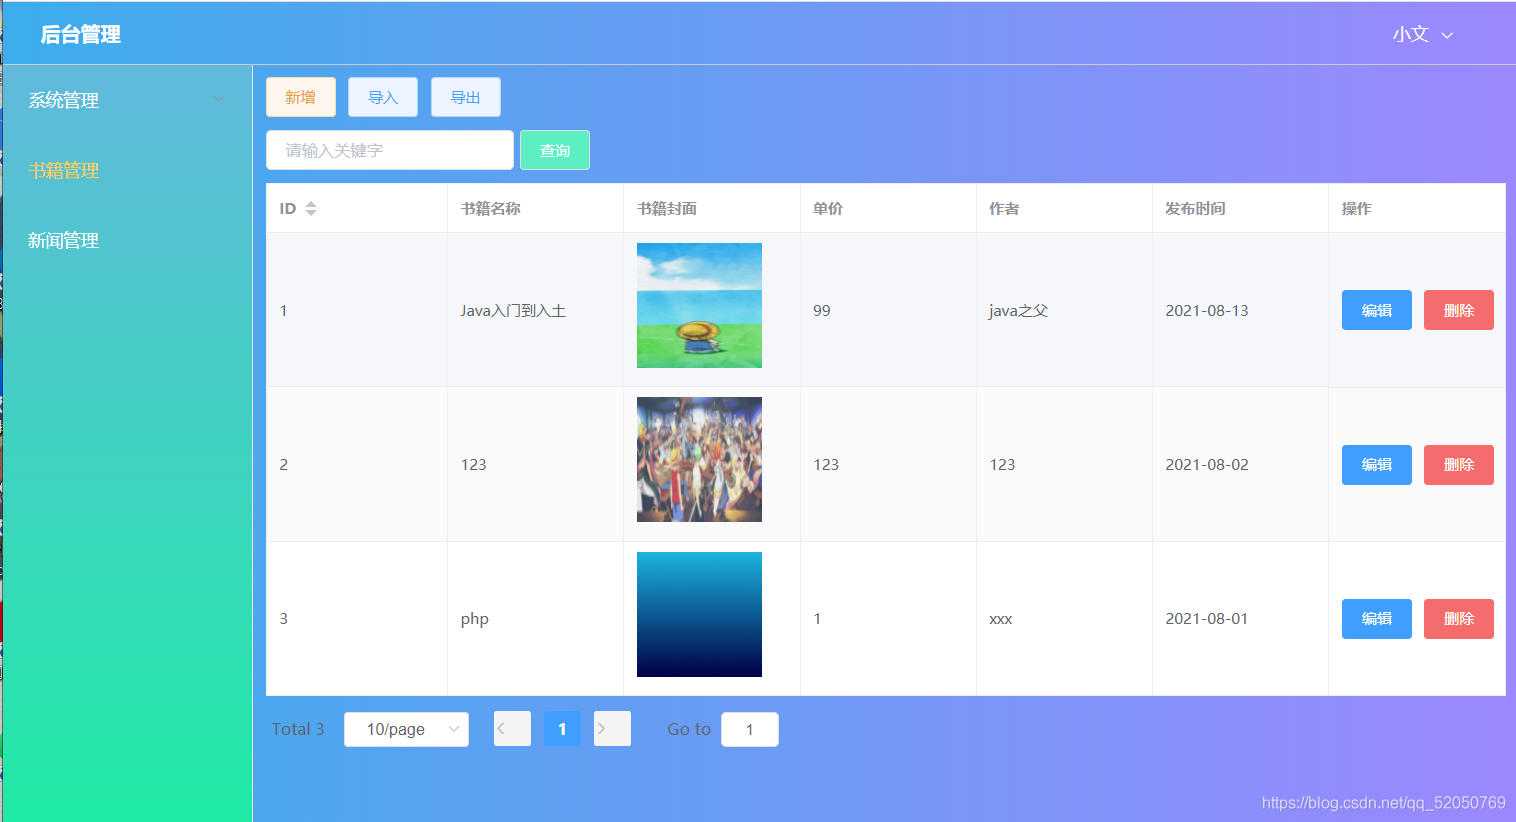 后台管理
小文
系统管理
书籍管理
新闻管理
新增 导入 导出
请输入关键字 查询
ID 书籍名称 书籍封面 单价 作者 发布时间 操作
1 Java入门到入土 99 java之父 2021-08-13 编辑 删除
2 123 123 123 2021-08-02 编辑 删除
3 php 1 xxx 2021-08-01 编辑 删除
Total 3 10/page 1 Go to 1
https://blog.csdn.net/qq_52050769